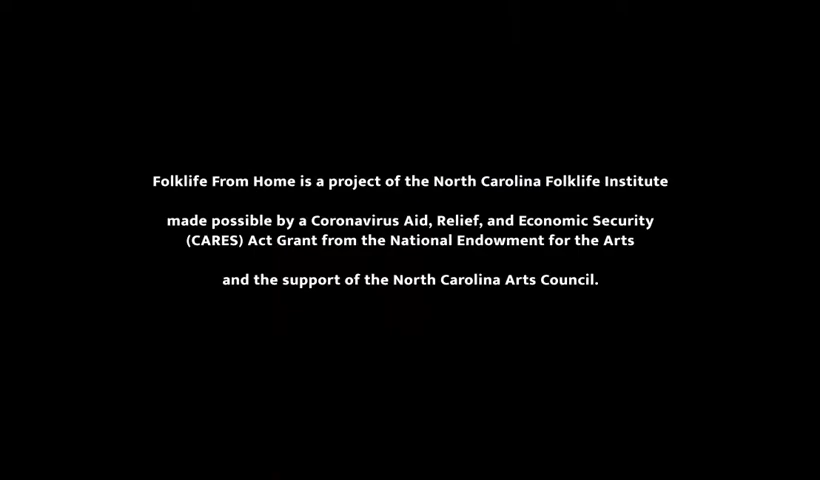 Folklife From Home is a project of the North Carolina Folklife Institute
made possible by a Coronavirus Aid, Relief, and Economic Security
(CARES) Act Grant from the National Endowment for the Arts
and the support of the North Carolina Arts Council.